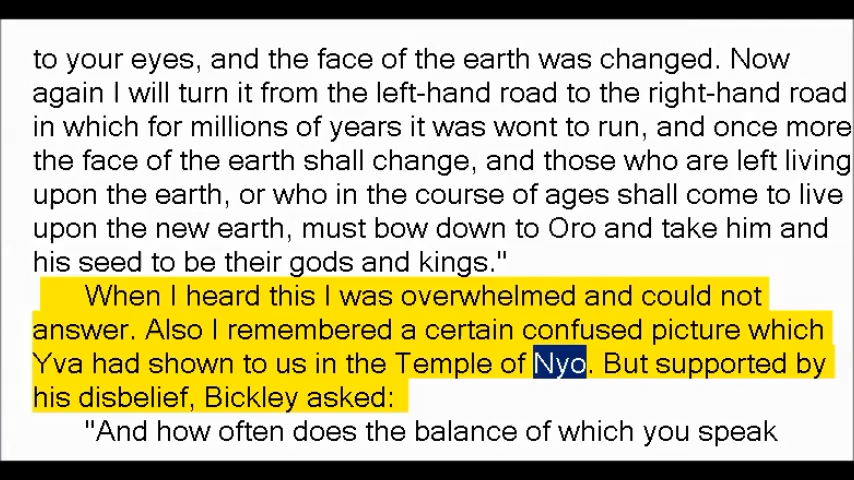 to your eyes, and the face of the earth was changed. Now
again I will turn it from the left-hand road to the right-hand road
in which for millions of years it was wont to run, and once more
the face of the earth shall change, and those who are left living
upon the earth, or who in the course of ages shall come to live
upon the new earth, must bow down to Oro and take him and
his seed to be their gods and kings."
When I heard this I was overwhelmed and could not
answer. Also I remembered a certain confused picture which
Yva had shown to us in the Temple of Nyo. But supported by
his disbelief, Bickley asked:
"And how often does the balance of which you speak